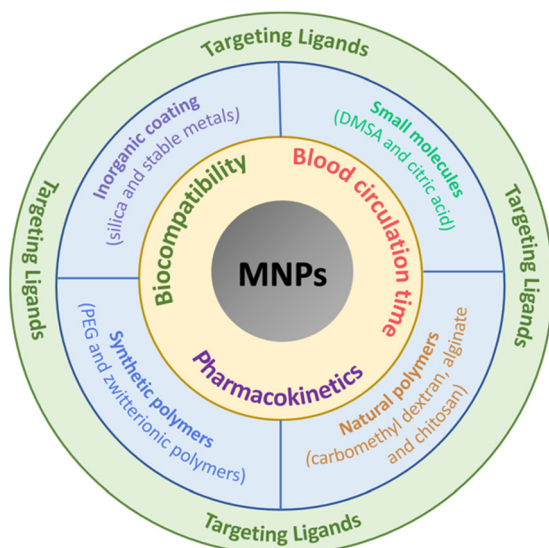 Targeting Ligands
Inorganic coating
(silica and stable metals)
Small molecules
(DMSA and citric acid)
Targeting Ligands
Targeting Ligands
Biocompatibility
Blood circulation time
MNPs
Pharmacokinetics
Synthetic polymers
(PEG and zwitterionic polymers)
Natural polymers
(carbomethyl dextran, alginate
and chitosan)
Targeting Ligands